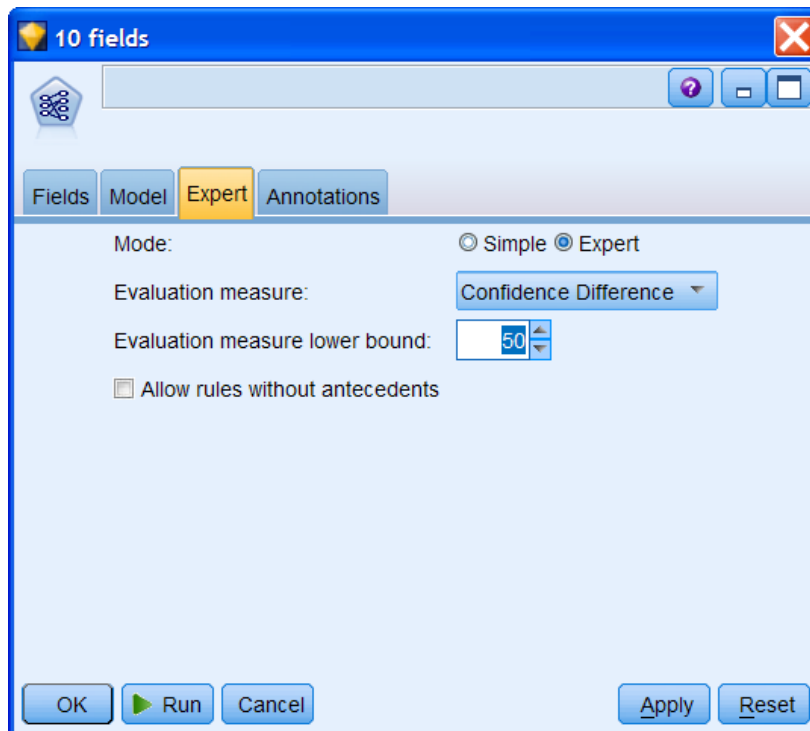 10 fields
Fields Model Expert Annotations
Mode: Simple Expert
Evaluation measure: Confidence Difference
Evaluation measure lower bound: 50
Allow rules without antecedents
OK Run Cancel Apply Reset